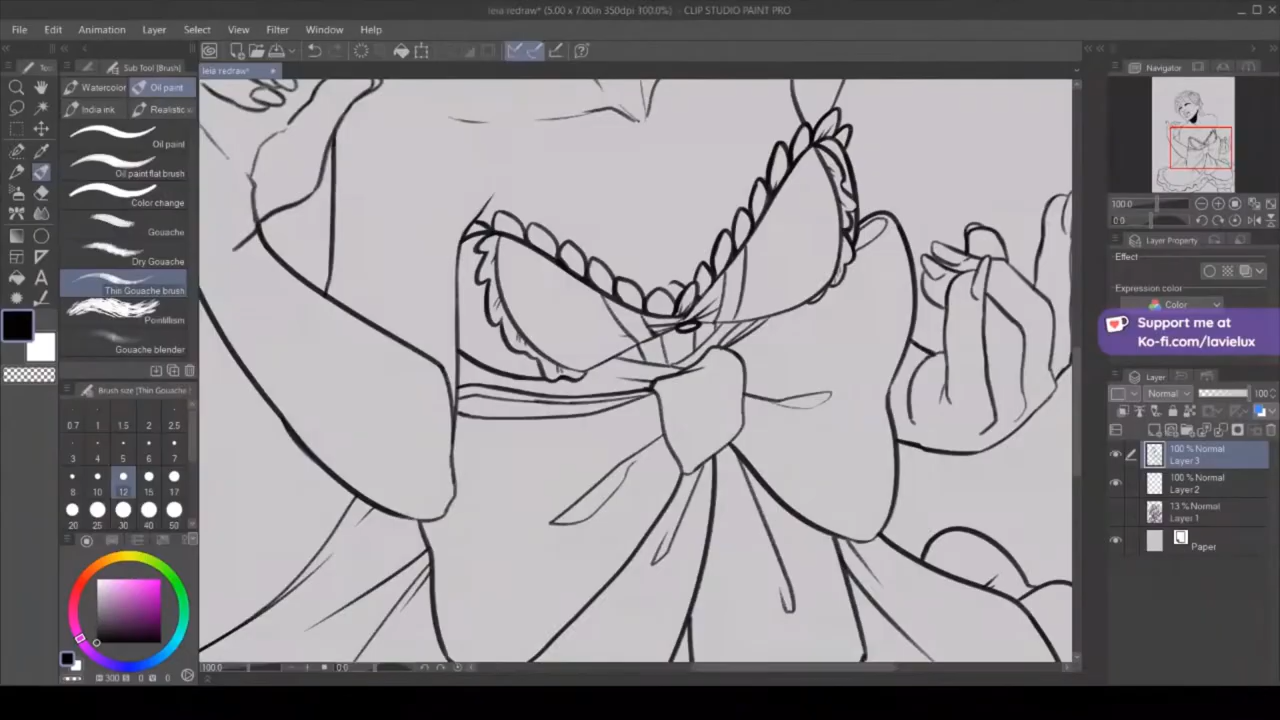 leia redraw* (5.00 x 7.00in 350dpi 100.0%) - CLIP STUDIO PAINT PRO
File Edit Animation Layer Select View Filter Window Help
Sub Tool [Brush]
leia redraw*
Navigator
Watercolor Oil paint
India ink Realistic
Oil paint
Oil paint flat brush
Color change
Gouache
Dry Gouache
Thin Gouache brush
Pointillism
Gouache blender
Brush size [Thin Gouache
0.7 1 1.5 2 2.5
3 4 5 6 7
8 10 12 15 17
20 25 30 40 50
300 0 0
100.0 0.0
100.0
0.0
Layer Property
Effect
Expression color
Color
Support me at
Ko-fi.com/lavielux
Layer
Normal 100
100 % Normal
Layer 3
100 % Normal
Layer 2
13 % Normal
Layer 1
Paper